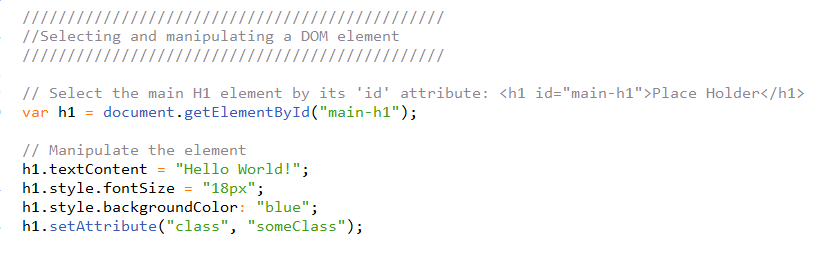 ///////////////////////////////////////////////
//Selecting and manipulating a DOM element
///////////////////////////////////////////////
// Select the main H1 element by its 'id' attribute: <h1 id="main-h1">Place Holder</h1>
var h1 = document.getElementById("main-h1");
// Manipulate the element
h1.textContent = "Hello World!";
h1.style.fontSize = "18px";
h1.style.backgroundColor: "blue";
h1.setAttribute("class", "someClass");